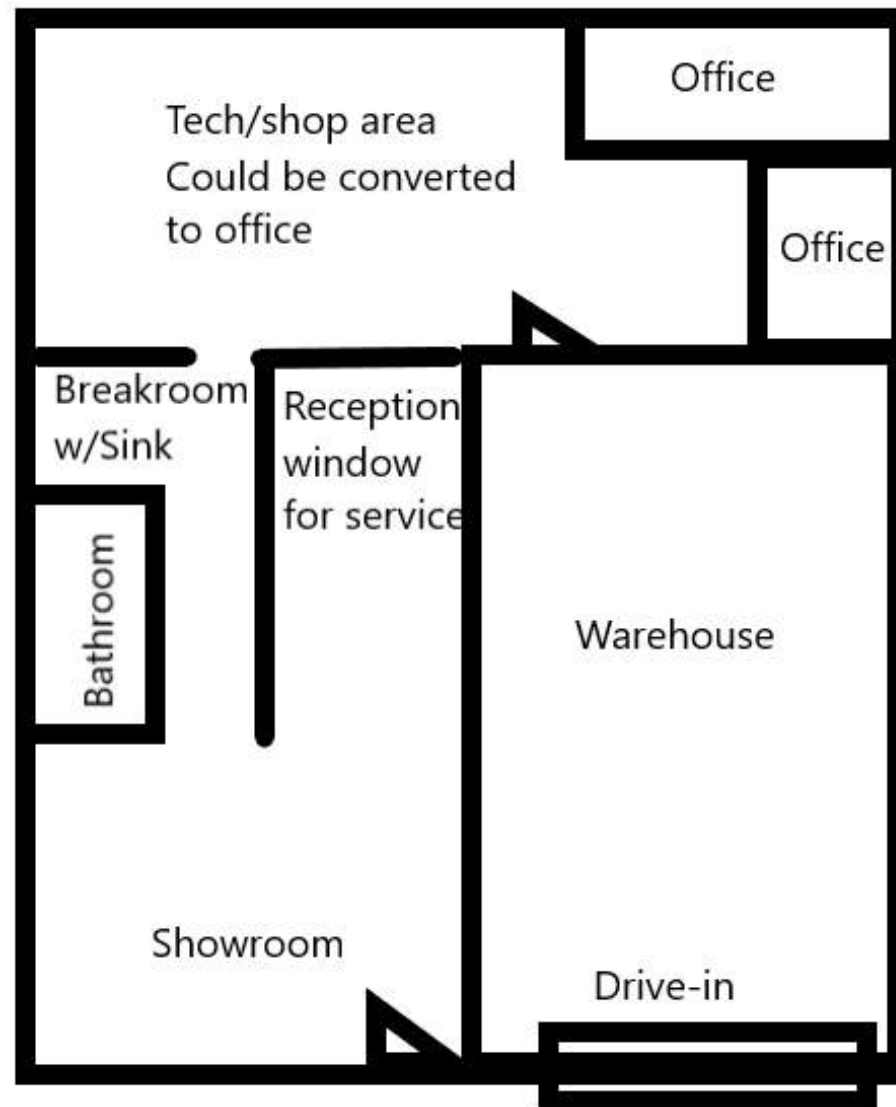 Office
Tech/shop area
Could be converted
to office
Office
Breakroom
w/Sink
Reception
window
for service
Bathroom
Warehouse
Showroom
Drive-in